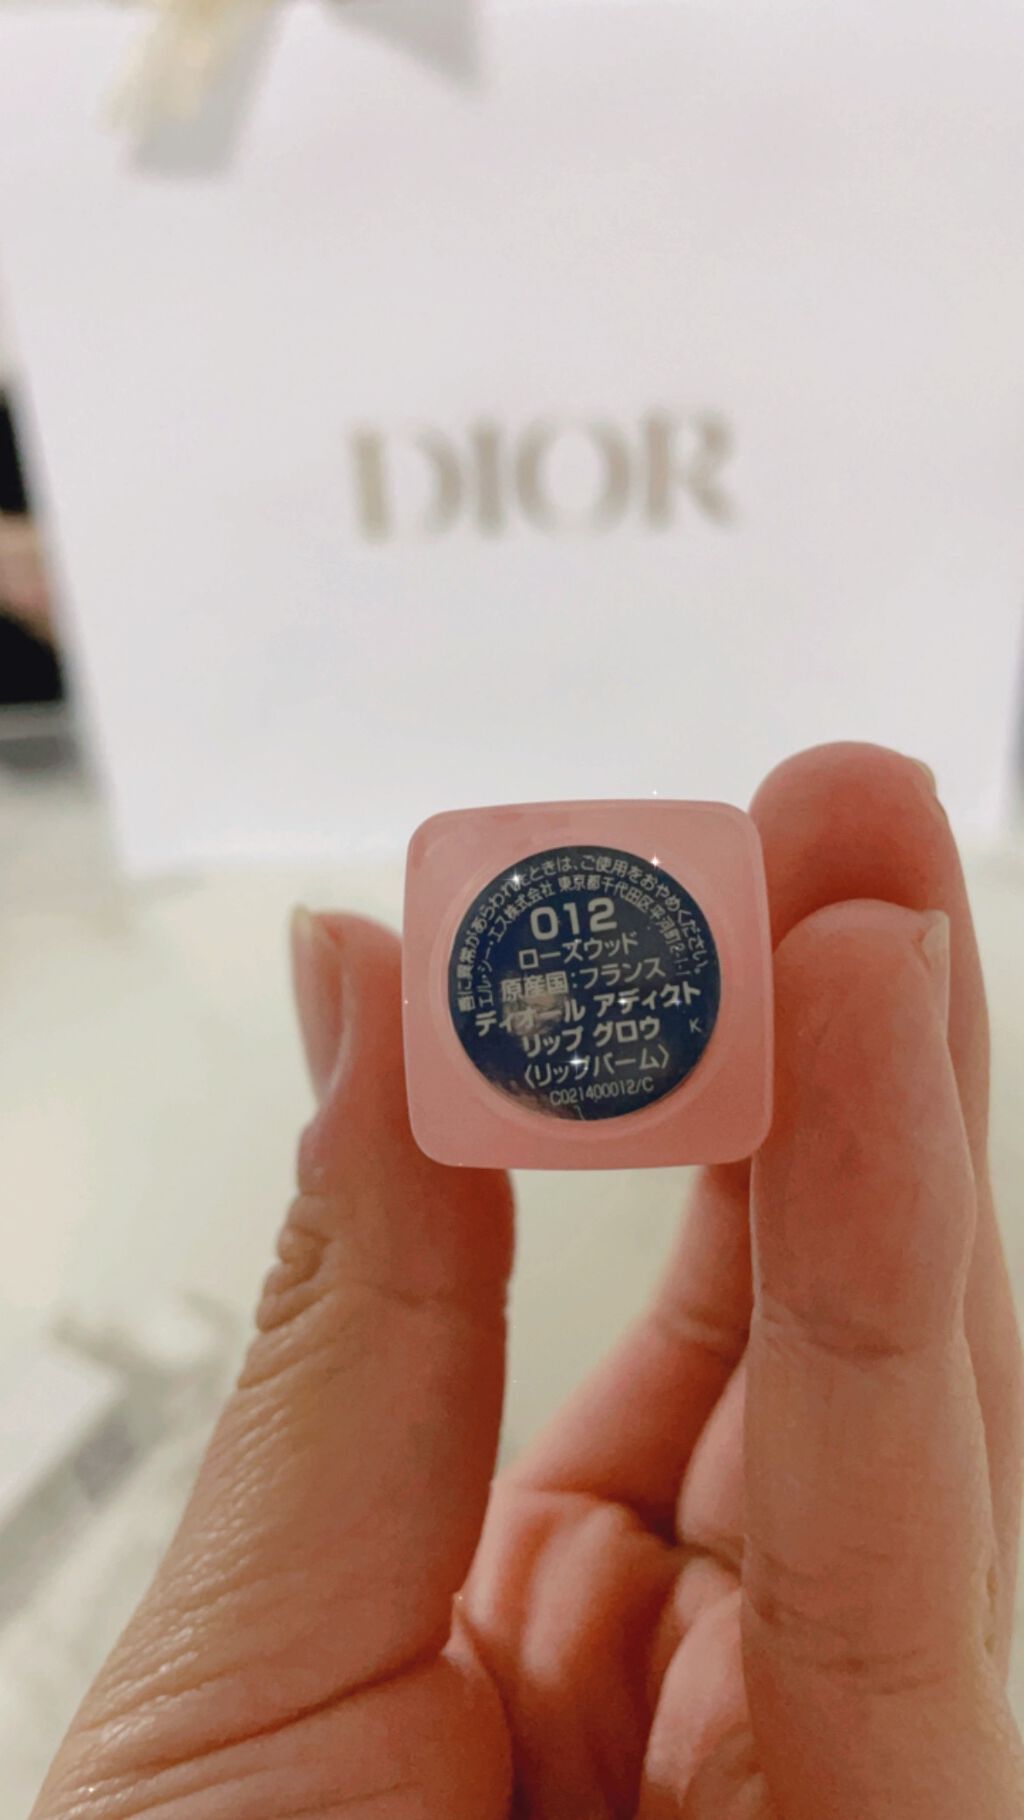 DIOR
唇に異常があらわれたときは、ご使用をおやめください。
エル・シー・エス株式会社 東京都千代田区平河町2-1-1
012
ローズウッド
原産国:フランス
ディオール アディクト
リップ グロウ
K
〈リップバーム〉
C021400012/C